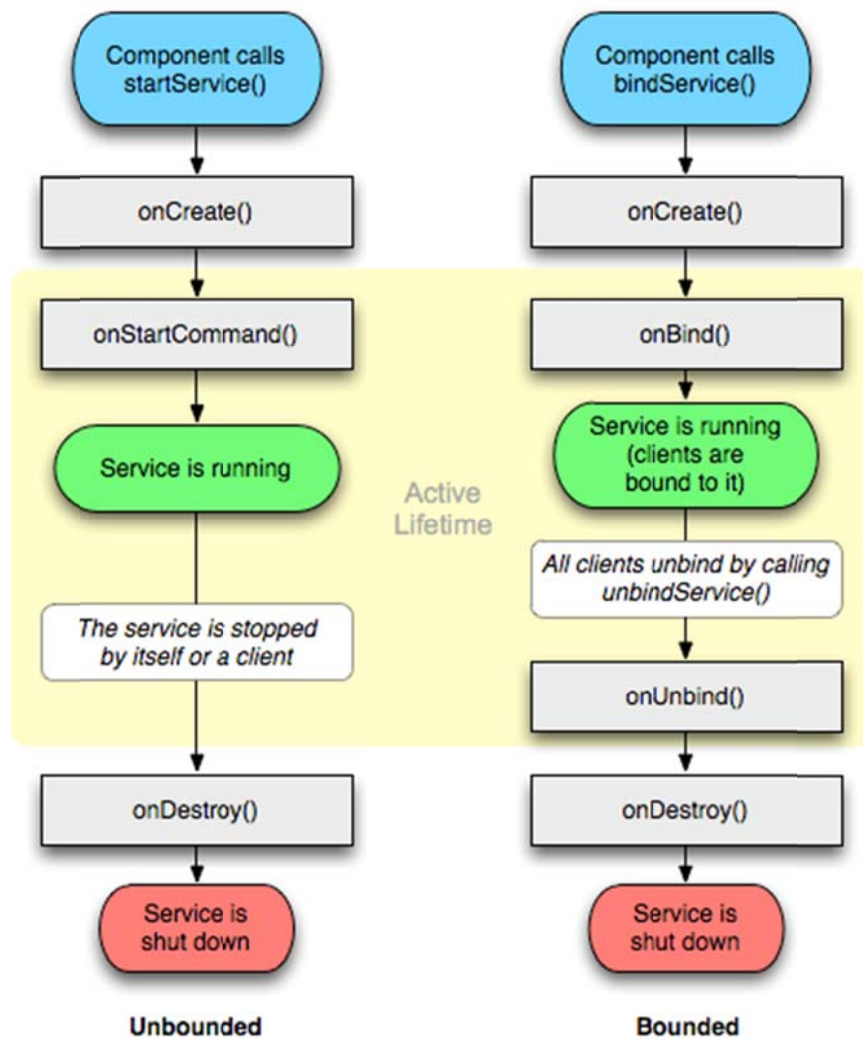 Component calls
startService()
onCreate()
onStartCommand()
Service is running
The service is stopped
by itself or a client
onDestroy()
Service is
shut down
Unbounded
Active
Lifetime
Component calls
bindService()
onCreate()
onBind()
Service is running
(clients are
bound to it)
All clients unbind by calling
unbindService()
onUnbind()
onDestroy()
Service is
shut down
Bounded